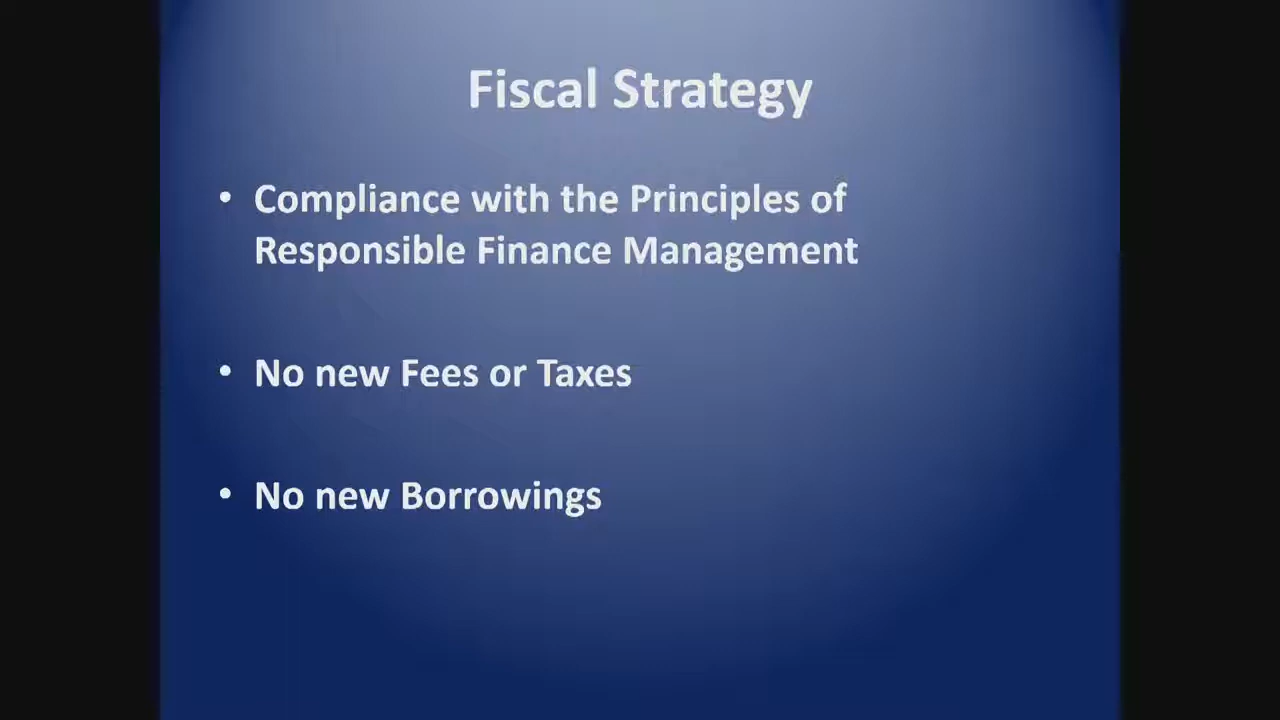 Fiscal Strategy
• Compliance with the Principles of
Responsible Finance Management
• No new Fees or Taxes
• No new Borrowings